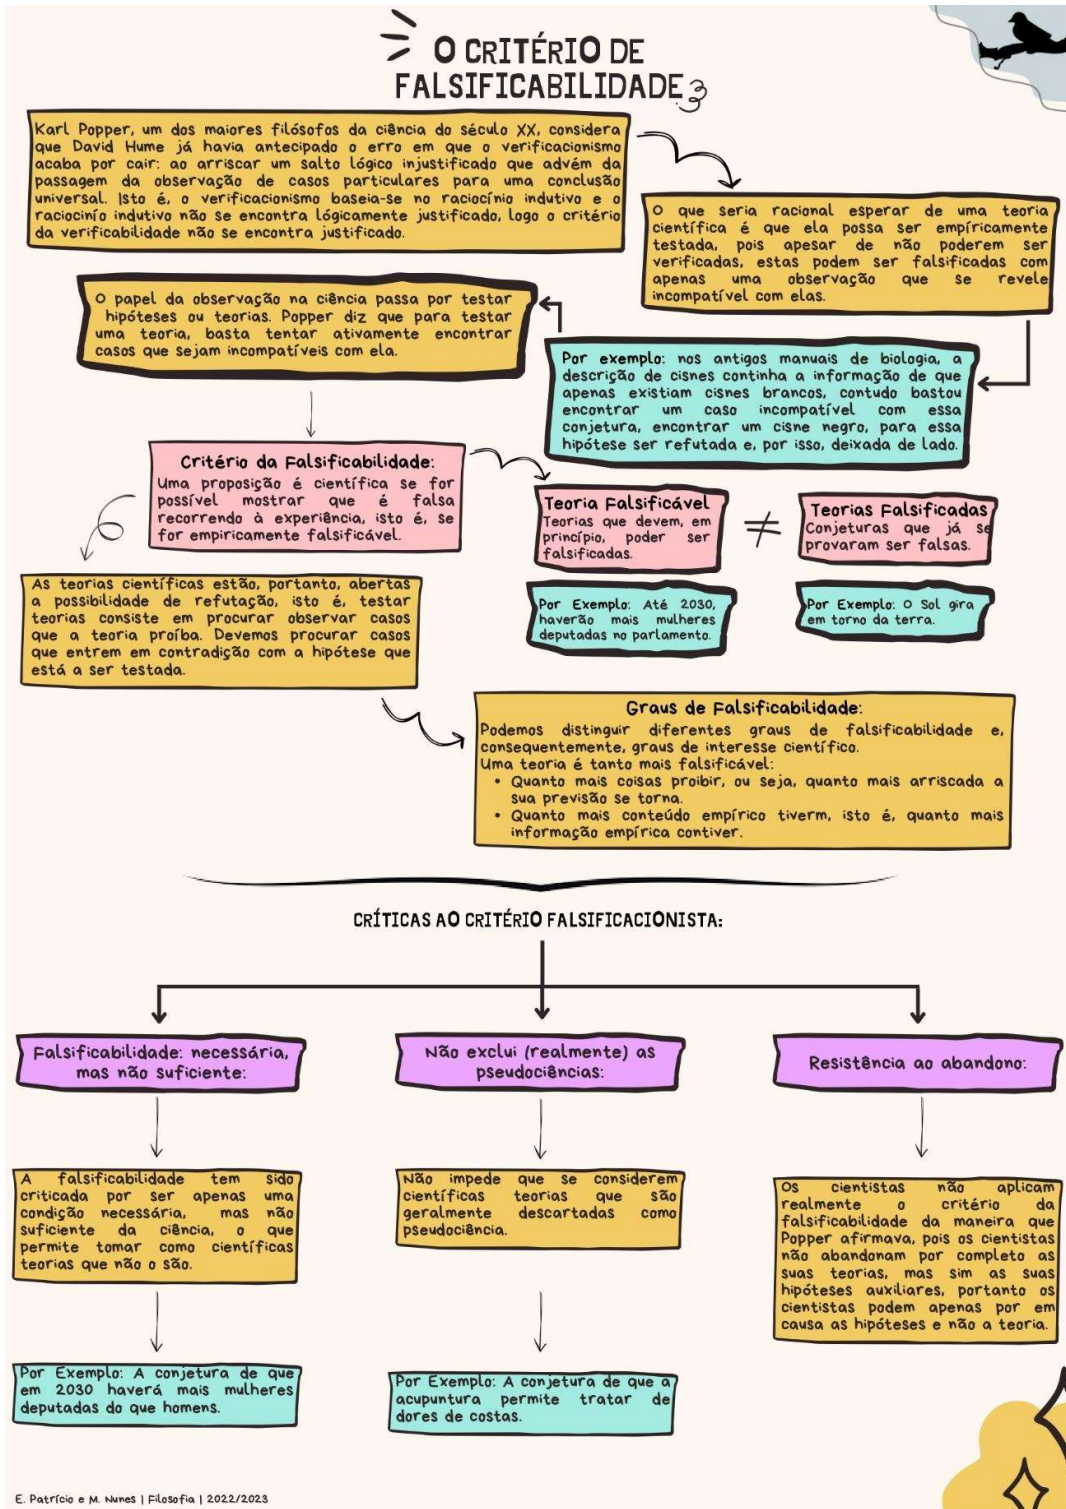 O CRITÉRIO DE
FALSIFICABILIDADE
Karl Popper, um dos maiores filósofos da ciência do século XX, considera
que David Hume já havia antecipado o erro em que o verificacionismo
acaba por cair: ao arriscar um salto lógico injustificado que advém da
passagem da observação de casos particulares para uma conclusão
universal. Isto é, o verificacionismo baseia-se no raciocínio indutivo e o
raciocinío indutivo não se encontra lógicamente justificado, logo o critério
da verificabilidade não se encontra justificado.
O que seria racional esperar de uma teoria
científica é que ela possa ser empíricamente
testada, pois apesar de não poderem ser
verificadas, estas podem ser falsificadas com
apenas uma observação que se revele
incompatível com elas.
Por exemplo: nos antigos manuais de biologia, a
descrição de cisnes continha a informação de que
apenas existiam cisnes brancos, contudo bastou
encontrar um caso incompatível com essa
conjetura, encontrar um cisne negro, para essa
hipótese ser refutada e, por isso, deixada de lado.
O papel da observação na ciência passa por testar
hipóteses ou teorias. Popper diz que para testar
uma teoria, basta tentar ativamente encontrar
casos que sejam incompatíveis com ela.
Critério da Falsificabilidade:
Uma proposição é científica se for
possível mostrar que é falsa
recorrendo à experiência, isto é, se
for empiricamente falsificável.
Teoria Falsificável
Teorias que devem, em
princípio, poder ser
falsificadas.
≠
Teorias Falsificadas
Conjeturas que já se
provaram ser falsas.
Por Exemplo: Até 2030,
haverão mais mulheres
deputadas no parlamento.
Por Exemplo: O Sol gira
em torno da terra.
As teorias científicas estão, portanto, abertas
a possibilidade de refutação, isto é, testar
teorias consiste em procurar observar casos
que a teoria proíba. Devemos procurar casos
que entrem em contradição com a hipótese que
está a ser testada.
Graus de Falsificabilidade:
Podemos distinguir diferentes graus de falsificabilidade e,
consequentemente, graus de interesse científico.
Uma teoria é tanto mais falsificável:
• Quanto mais coisas proibir, ou seja, quanto mais arriscada a
sua previsão se torna.
• Quanto mais conteúdo empírico tiverm, isto é, quanto mais
informação empírica contiver.
CRÍTICAS AO CRITÉRIO FALSIFICACIONISTA:
Falsificabilidade: necessária,
mas não suficiente:
A falsificabilidade tem sido
criticada por ser apenas uma
condição necessária, mas não
suficiente da ciência, o que
permite tomar como científicas
teorias que não o são.
Por Exemplo: A conjetura de que
em 2030 haverá mais mulheres
deputadas do que homens.
Não exclui (realmente) as
pseudociências:
Não impede que se considerem
científicas teorias que são
geralmente descartadas como
pseudociência.
Por Exemplo: A conjetura de que a
acupuntura permite tratar de
dores de costas.
Resistência ao abandono:
Os cientistas não aplicam
realmente o critério da
falsificabilidade da maneira que
Popper afirmava, pois os cientistas
não abandonam por completo as
suas teorias, mas sim as suas
hipóteses auxiliares, portanto os
cientistas podem apenas por em
causa as hipóteses e não a teoria.
E. Patrício e M. Nunes | Filosofia | 2022/2023